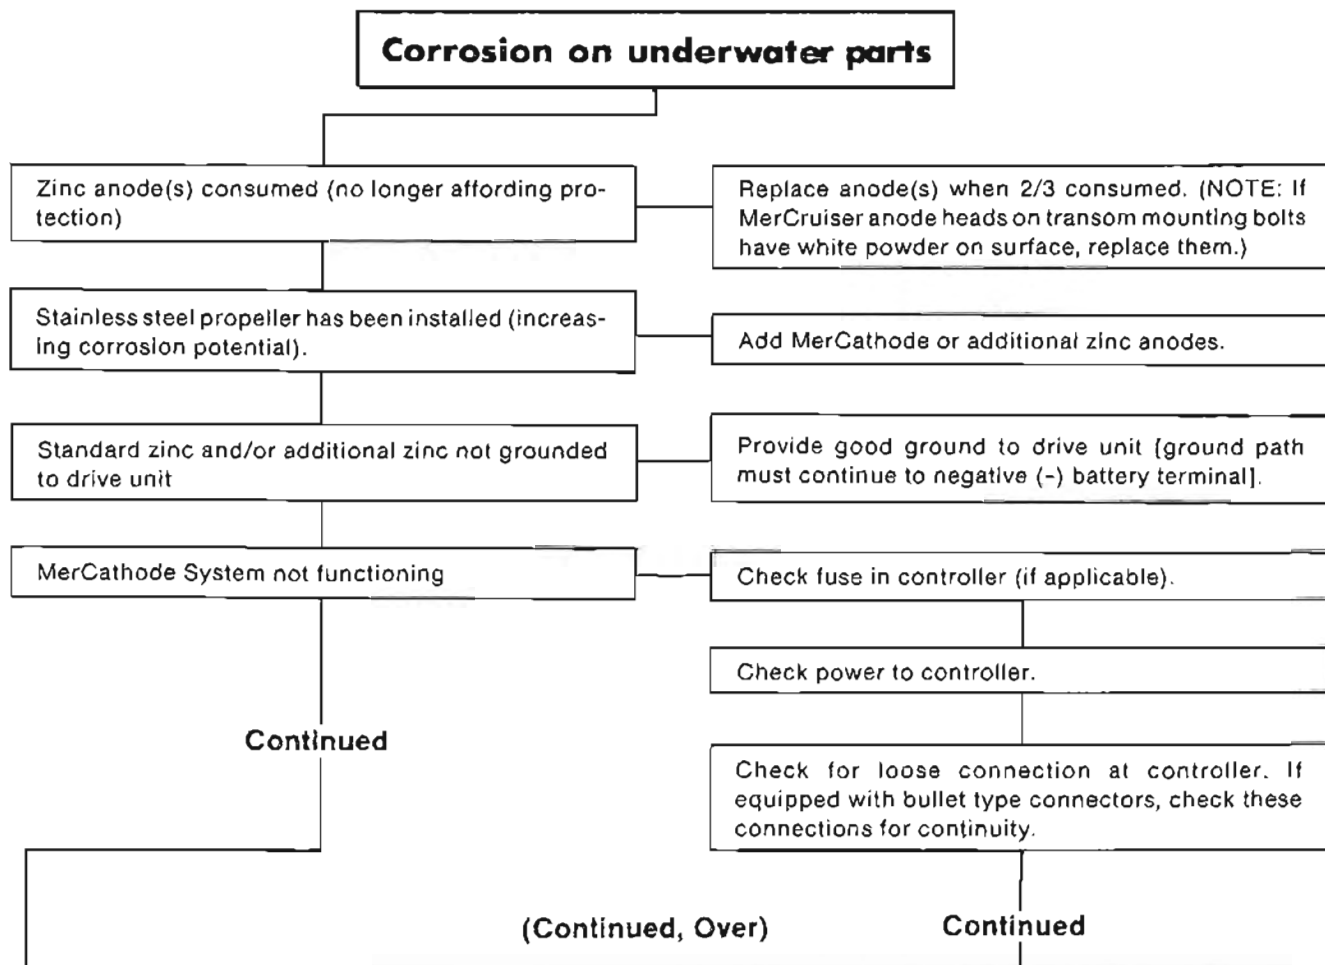 Corrosion on underwater parts
Zinc anode(s) consumed (no longer affording pro-
tection)
Replace anode(s) when 2/3 consumed. (NOTE: If
MerCruiser anode heads on transom mounting bolts
have white powder on surface, replace them.)
Stainless steel propeller has been installed (increas-
ing corrosion potential).
Add MerCathode or additional zinc anodes.
Standard zinc and/or additional zinc not grounded
to drive unit
Provide good ground to drive unit [ground path
must continue to negative (-) battery terminal].
MerCathode System not functioning
Check fuse in controller (if applicable).
Check power to controller.
Continued
Check for loose connection at controller. If
equipped with bullet type connectors, check these
connections for continuity.
(Continued, Over)
Continued